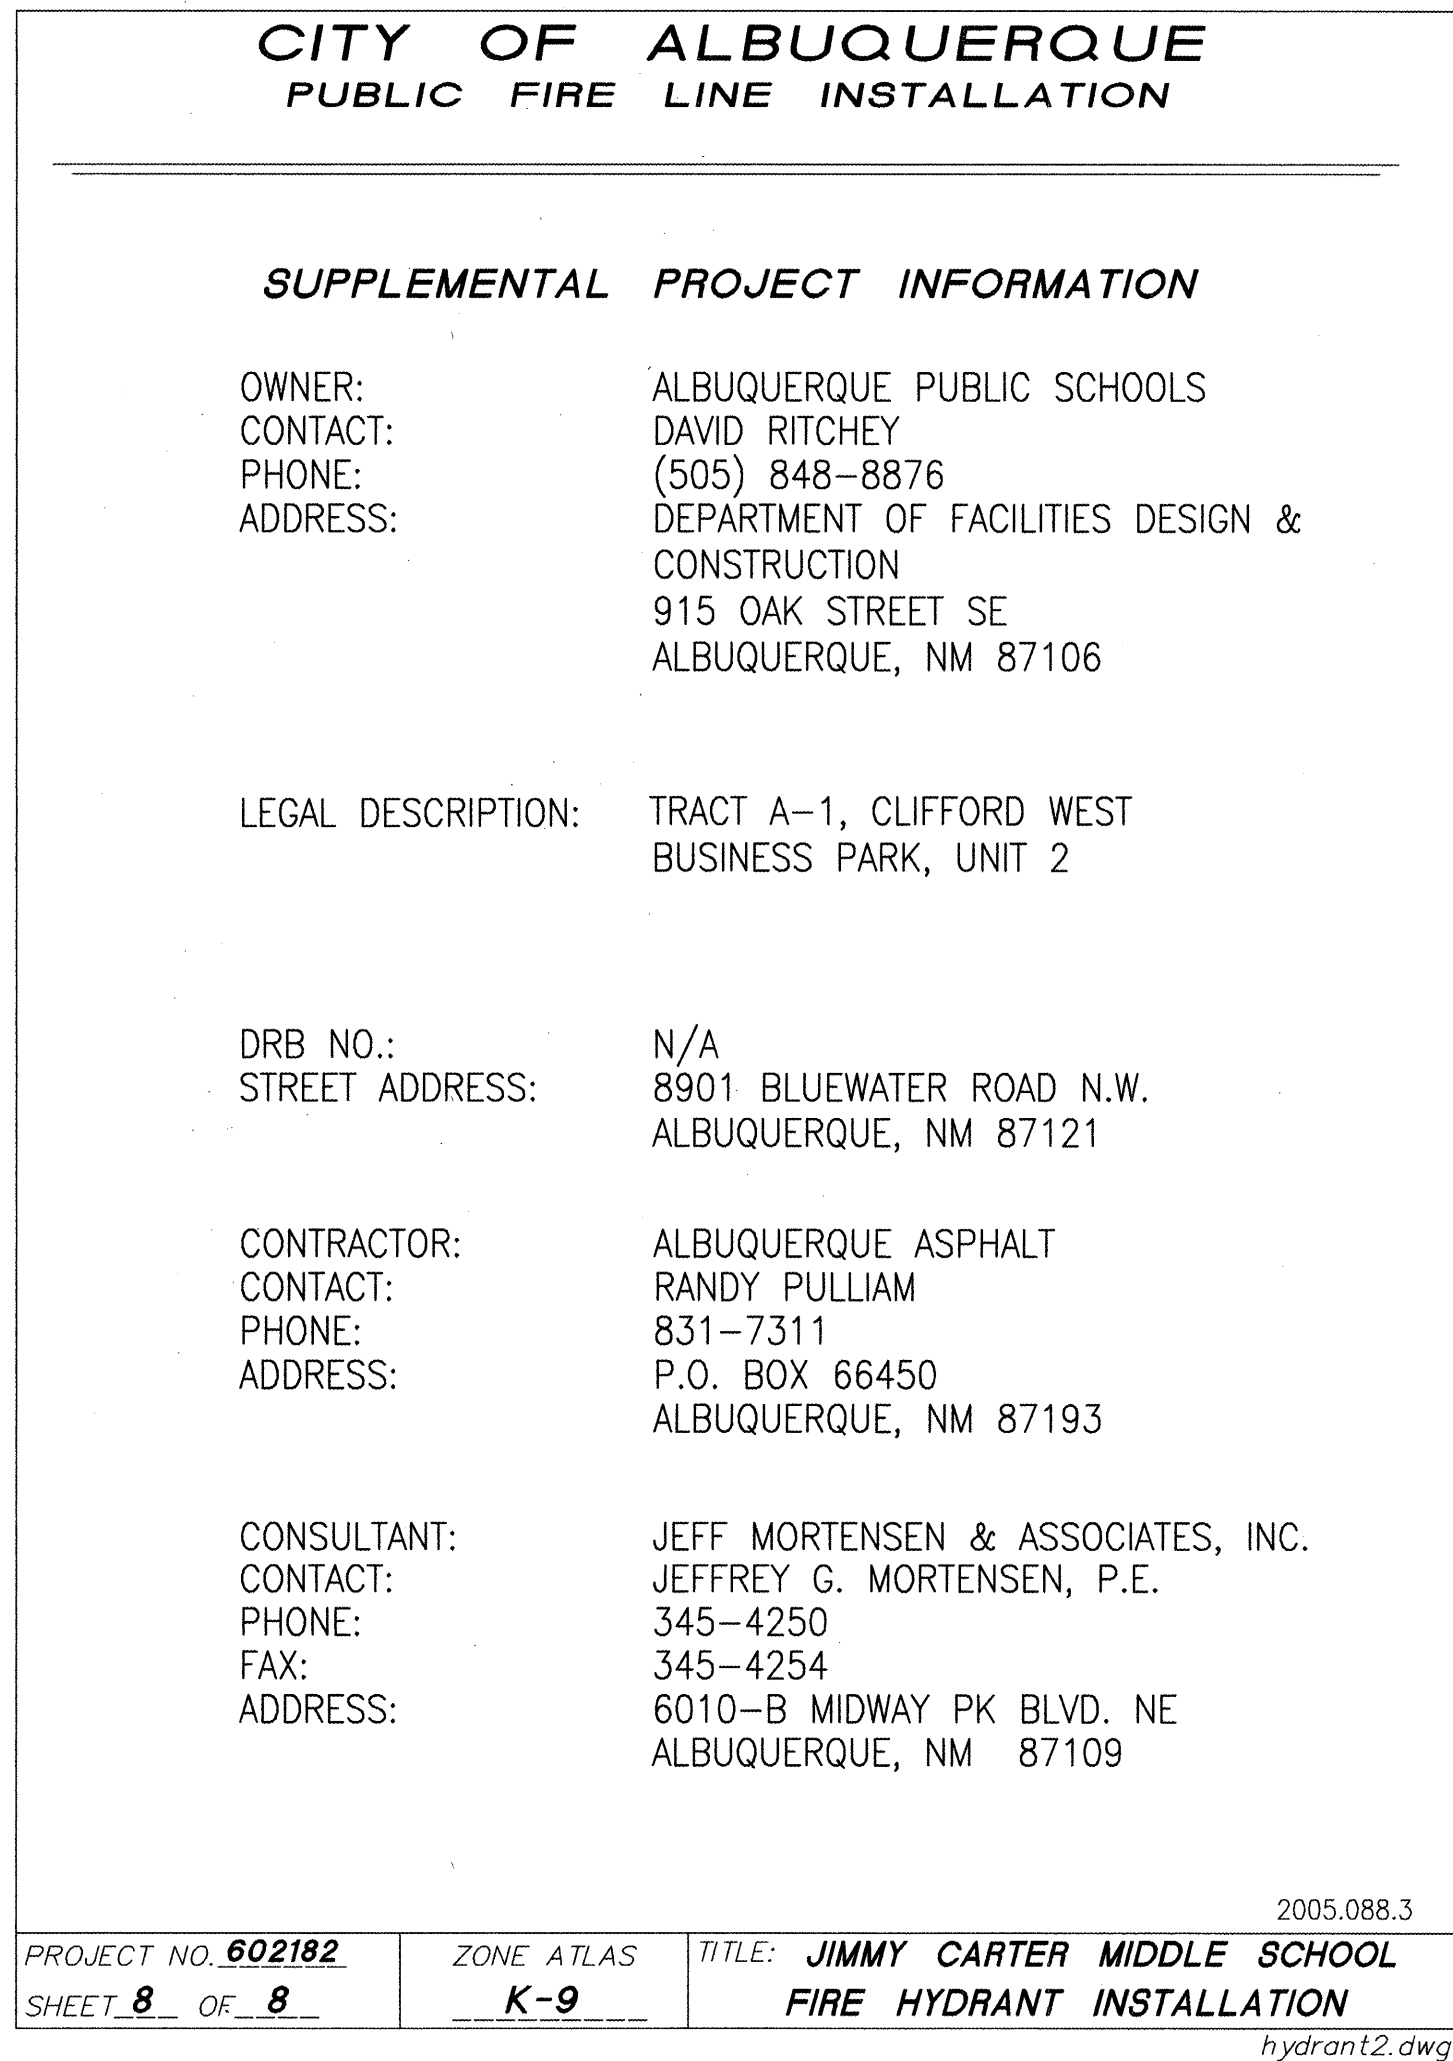 CITY OF ALBUQUERQUE
PUBLIC FIRE LINE INSTALLATION
SUPPLEMENTAL PROJECT INFORMATION
OWNER: ALBUQUERQUE PUBLIC SCHOOLS
CONTACT: DAVID RITCHEY
PHONE: (505) 848-8876
ADDRESS: DEPARTMENT OF FACILITIES DESIGN &
CONSTRUCTION
915 OAK STREET SE
ALBUQUERQUE, NM 87106
LEGAL DESCRIPTION: TRACT A-1, CLIFFORD WEST
BUSINESS PARK, UNIT 2
DRB NO.: N/A
STREET ADDRESS: 8901 BLUEWATER ROAD N.W.
ALBUQUERQUE, NM 87121
CONTRACTOR: ALBUQUERQUE ASPHALT
CONTACT: RANDY PULLIAM
PHONE: 831-7311
ADDRESS: P.O. BOX 66450
ALBUQUERQUE, NM 87193
CONSULTANT: JEFF MORTENSEN & ASSOCIATES, INC.
CONTACT: JEFFREY G. MORTENSEN, P.E.
PHONE: 345-4250
FAX: 345-4254
ADDRESS: 6010-B MIDWAY PK BLVD. NE
ALBUQUERQUE, NM 87109
2005.088.3
PROJECT NO. 602182
SHEET 8 OF 8
ZONE ATLAS
K-9
TITLE: JIMMY CARTER MIDDLE SCHOOL
FIRE HYDRANT INSTALLATION
hydrant2.dwg